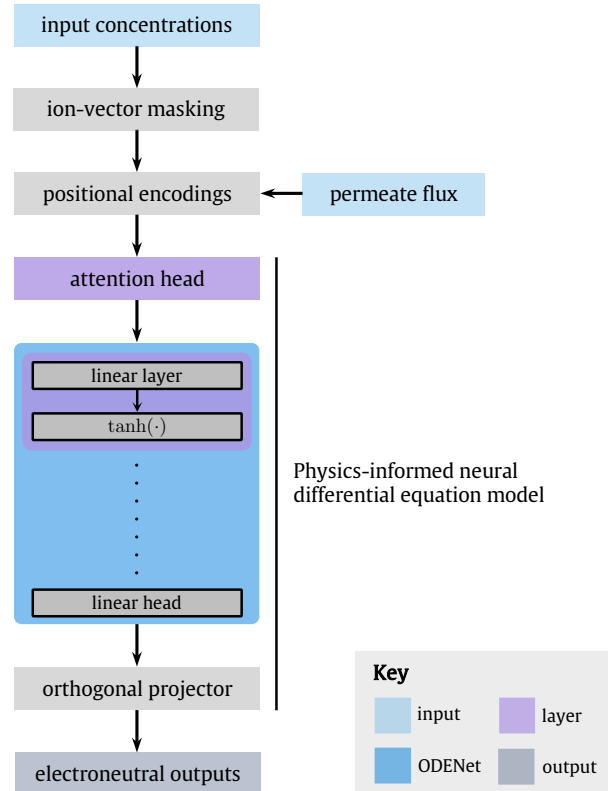 input concentrations
ion-vector masking
positional encodings
permeate flux
attention head
linear layer
tanh(·)
linear head
Physics-informed neural
differential equation model
orthogonal projector
electroneutral outputs
Key
input
layer
ODENet
output